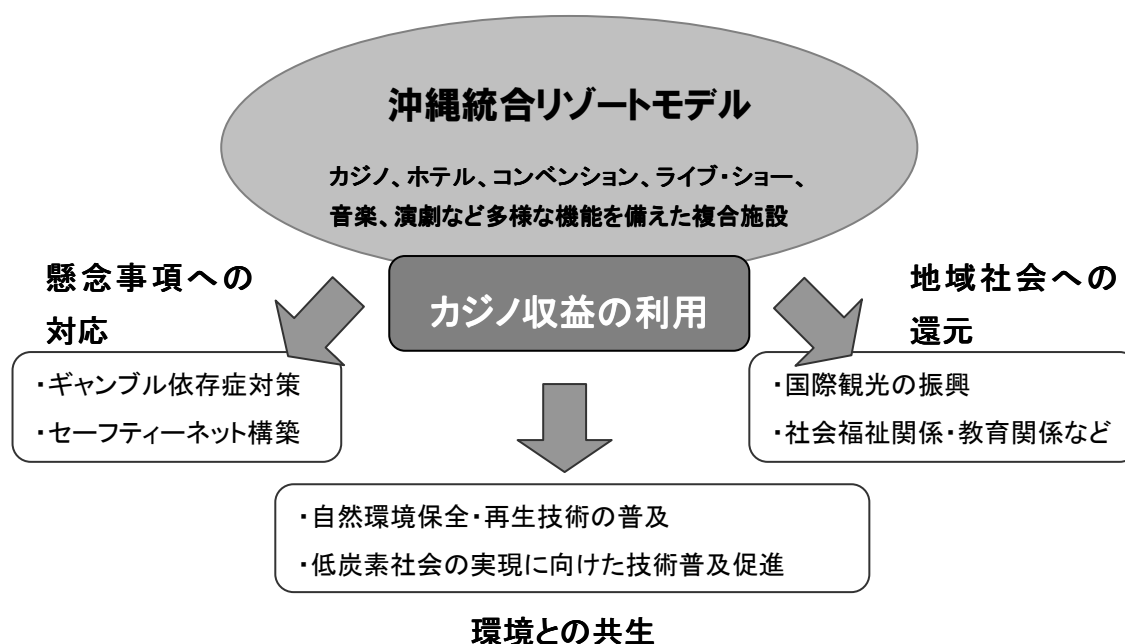 沖縄統合リゾートモデル
カジノ、ホテル、コンベンション、ライブ・ショー、
音楽、演劇など多様な機能を備えた複合施設
カジノ収益の利用
懸念事項への
対応
・ギャンブル依存症対策
・セーフティーネット構築
地域社会への
還元
・国際観光の振興
・社会福祉関係・教育関係など
・自然環境保全・再生技術の普及
・低炭素社会の実現に向けた技術普及促進
環境との共生